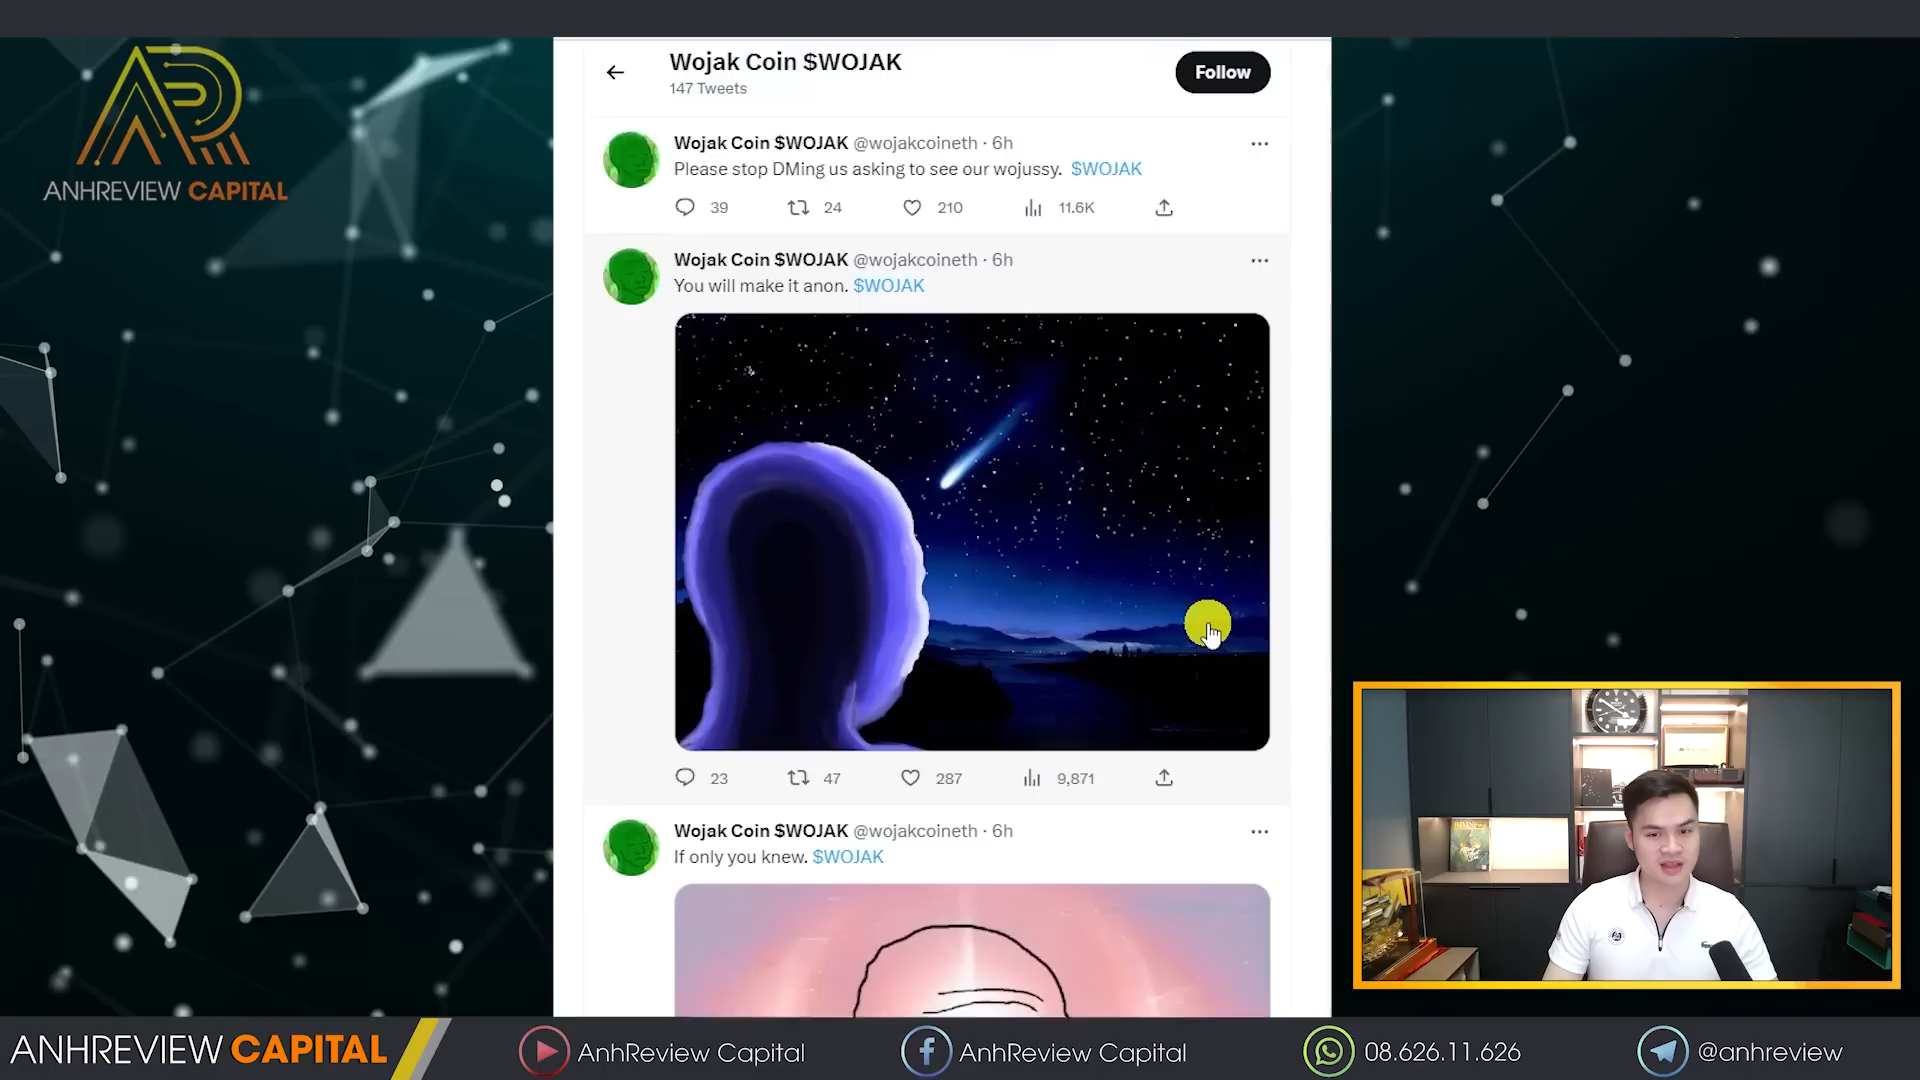 ANHREVIEW CAPITAL
Wojak Coin $WOJAK
147 Tweets
Follow
Wojak Coin $WOJAK @wojakcoineth · 6h
Please stop DMing us asking to see our wojussy. $WOJAK
39 24 210 11.6K
Wojak Coin $WOJAK @wojakcoineth · 6h
You will make it anon. $WOJAK
23 47 287 9,871
Wojak Coin $WOJAK @wojakcoineth · 6h
If only you knew. $WOJAK
ANHREVIEW CAPITAL
AnhReview Capital
AnhReview Capital
08.626.11.626
@anhreview